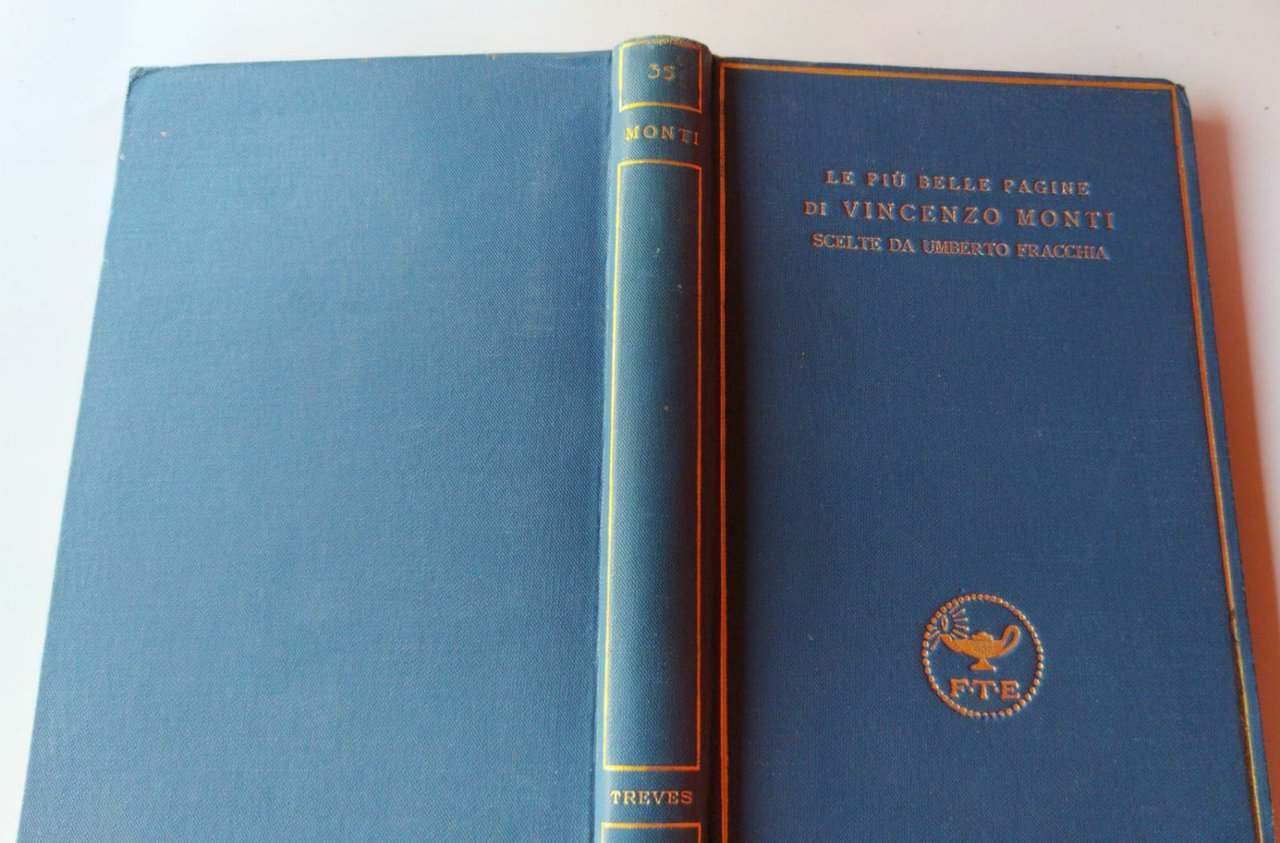 35
MONTI
TREVES
LE PIÙ BELLE PAGINE
DI VINCENZO MONTI
SCELTE DA UMBERTO FRACCHIA
F·T·E